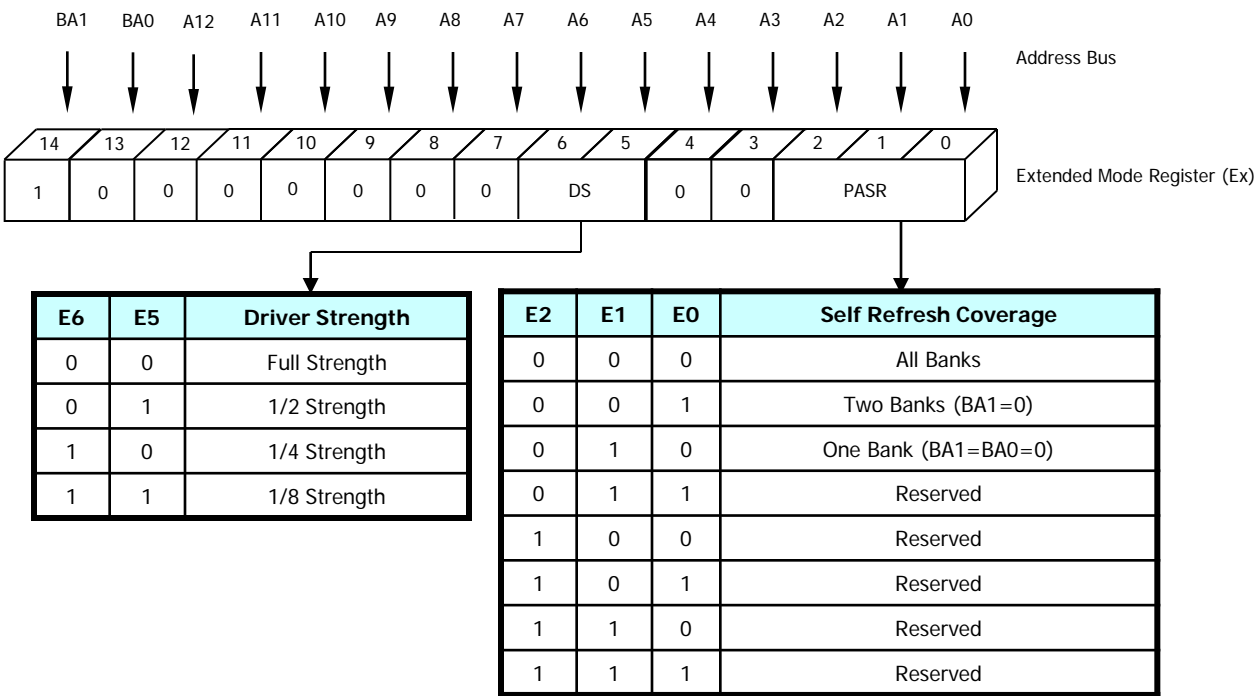 BA1 BA0 A12 A11 A10 A9 A8 A7 A6 A5 A4 A3 A2 A1 A0
Address Bus
14 13 12 11 10 9 8 7 6 5 4 3 2 1 0
1 0 0 0 0 0 0 0 DS 0 0 PASR
Extended Mode Register (Ex)
E6 E5 Driver Strength
0 0 Full Strength
0 1 1/2 Strength
1 0 1/4 Strength
1 1 1/8 Strength
E2 E1 E0 Self Refresh Coverage
0 0 0 All Banks
0 0 1 Two Banks (BA1=0)
0 1 0 One Bank (BA1=BA0=0)
0 1 1 Reserved
1 0 0 Reserved
1 0 1 Reserved
1 1 0 Reserved
1 1 1 Reserved